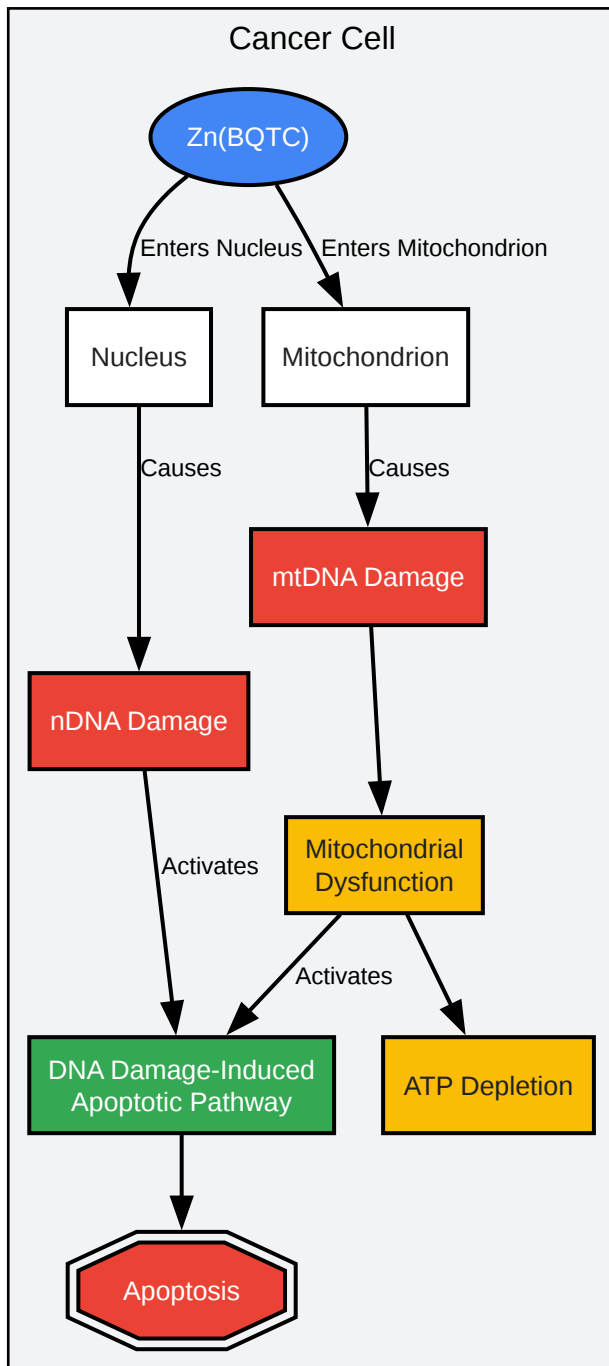 Cancer Cell
Zn(BQTC)
Enters Nucleus
Enters Mitochondrion
Nucleus
Mitochondrion
Causes
Causes
mtDNA Damage
nDNA Damage
Mitochondrial
Dysfunction
Activates
Activates
DNA Damage-Induced
Apoptotic Pathway
ATP Depletion
Apoptosis